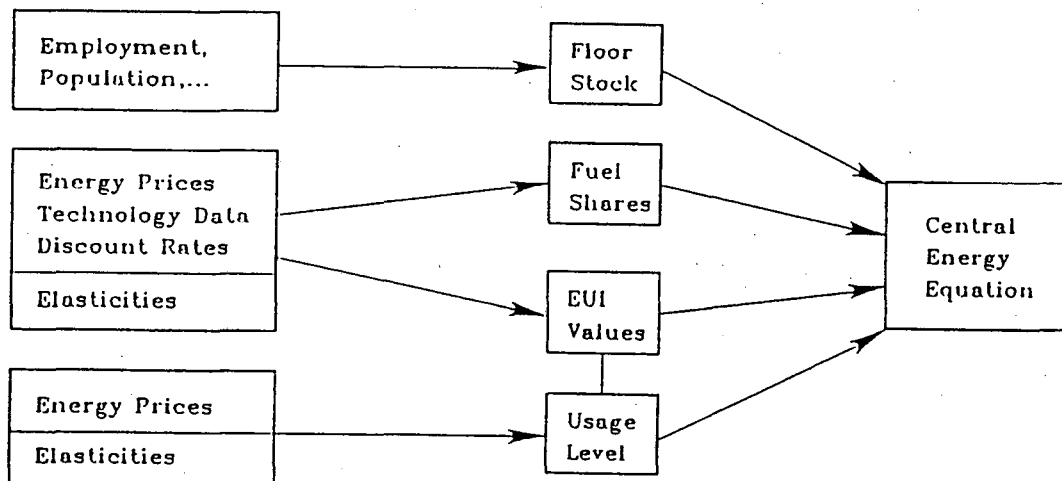 Employment,
Population,...
Floor
Stock
Energy Prices
Technology Data
Discount Rates
Elasticities
Fuel
Shares
EUI
Values
Central
Energy
Equation
Energy Prices
Elasticities
Usage
Level